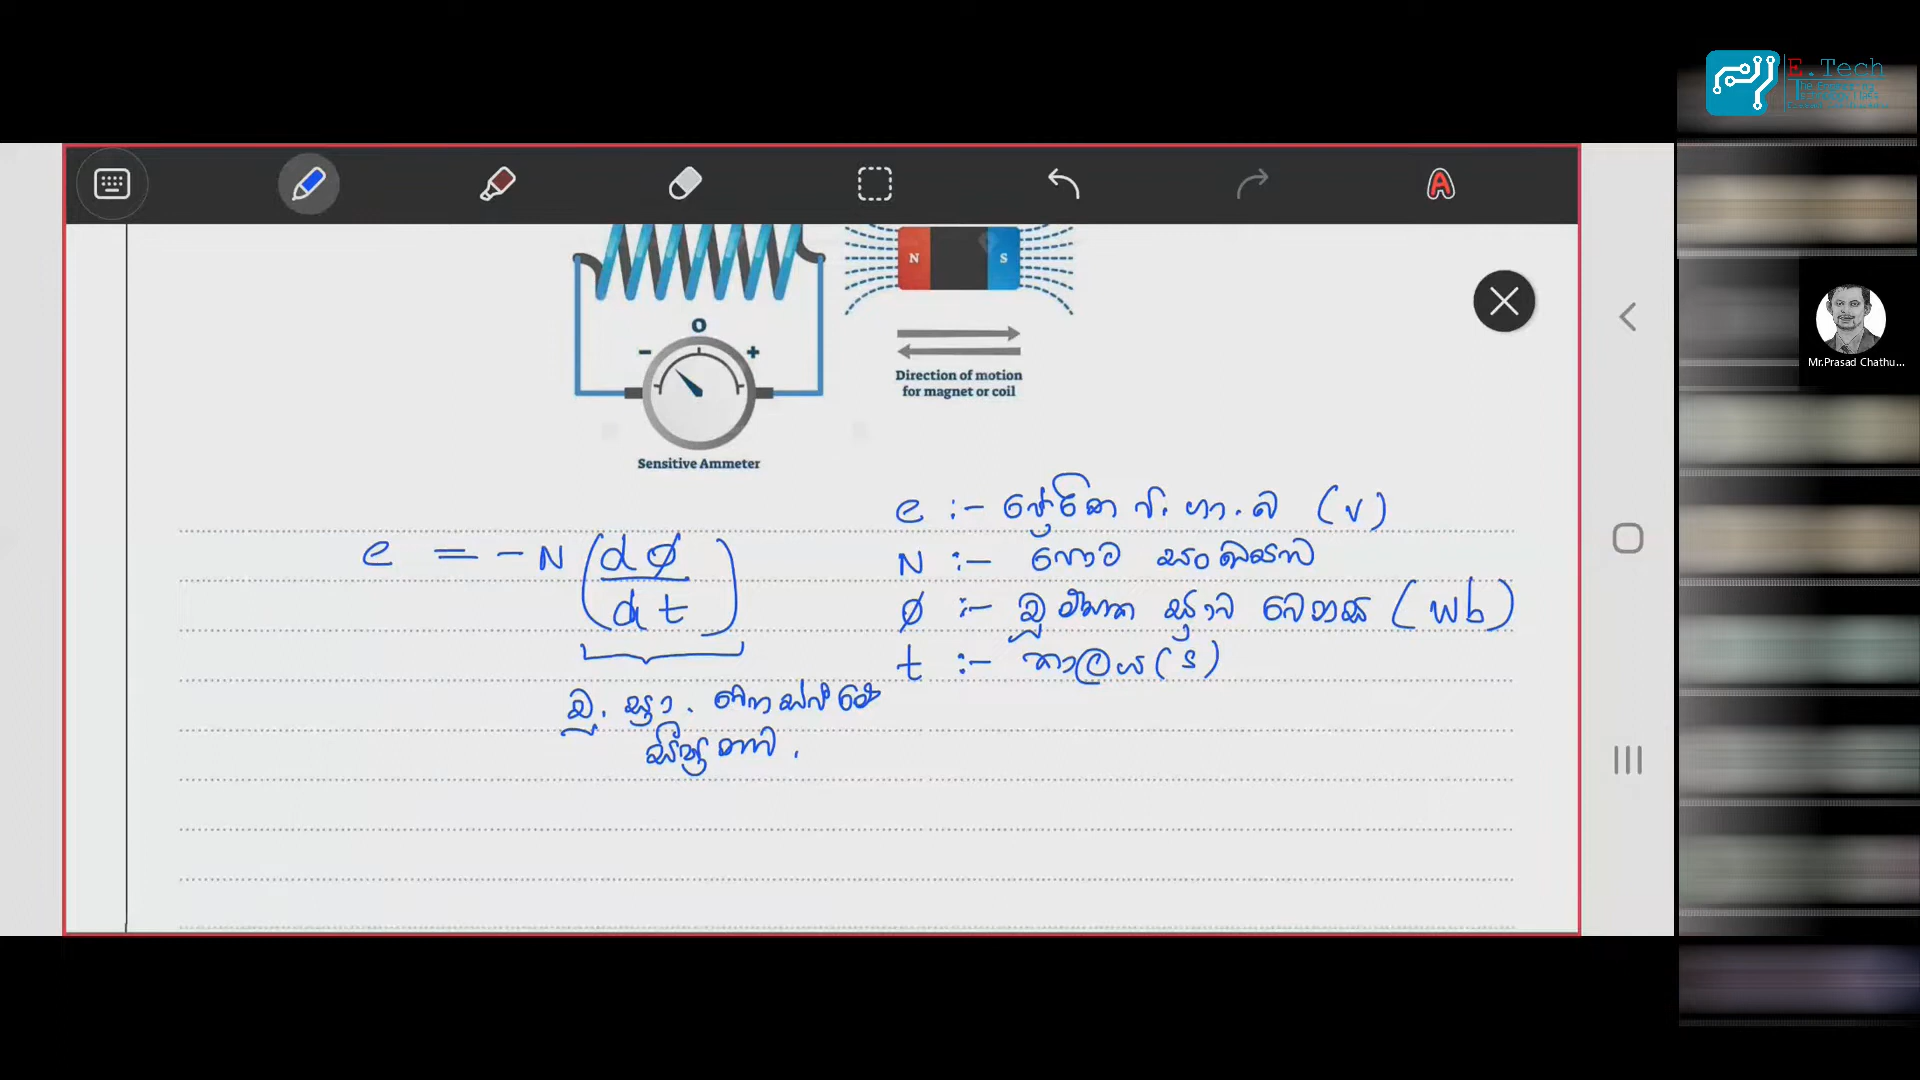 E.Tech
N S
O
- +
Direction of motion
for magnet or coil
Sensitive Ammeter
Mr.Prasad Chathu...
e = - N (dϕ/dt)
e :- ප්‍රේරිත වි. ගා. බ (v)
N :- පොට සංඛ්‍යාව
ϕ :- චුම්භක ස්‍රාව වෙනස (wb)
t :- කාලය (s)
චු. ස්‍රා. වෙනස්වීමේ
සීඝ්‍රතාව.